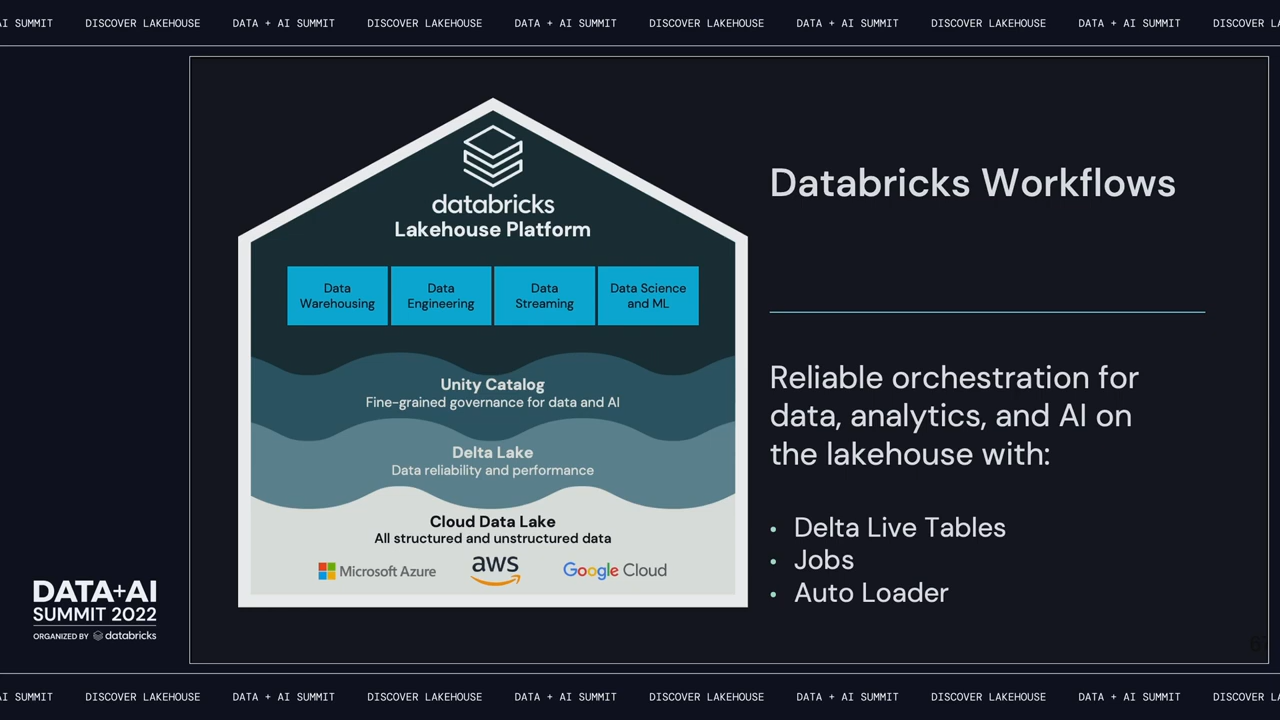 AI SUMMIT DISCOVER LAKEHOUSE DATA + AI SUMMIT DISCOVER LAKEHOUSE DATA + AI SUMMIT DISCOVER LAKEHOUSE DATA + AI SUMMIT DISCOVER LAKEHOUSE DATA + AI SUMMIT DISCOVER
databricks
Lakehouse Platform
Data
Warehousing
Data
Engineering
Data
Streaming
Data Science
and ML
Unity Catalog
Fine-grained governance for data and AI
Delta Lake
Data reliability and performance
Cloud Data Lake
All structured and unstructured data
Microsoft Azure
aws
Google Cloud
Databricks Workflows
Reliable orchestration for
data, analytics, and AI on
the lakehouse with:
• Delta Live Tables
• Jobs
• Auto Loader
DATA+AI
SUMMIT 2022
ORGANIZED BY databricks
AI SUMMIT DISCOVER LAKEHOUSE DATA + AI SUMMIT DISCOVER LAKEHOUSE DATA + AI SUMMIT DISCOVER LAKEHOUSE DATA + AI SUMMIT DISCOVER LAKEHOUSE DATA + AI SUMMIT DISCOVER